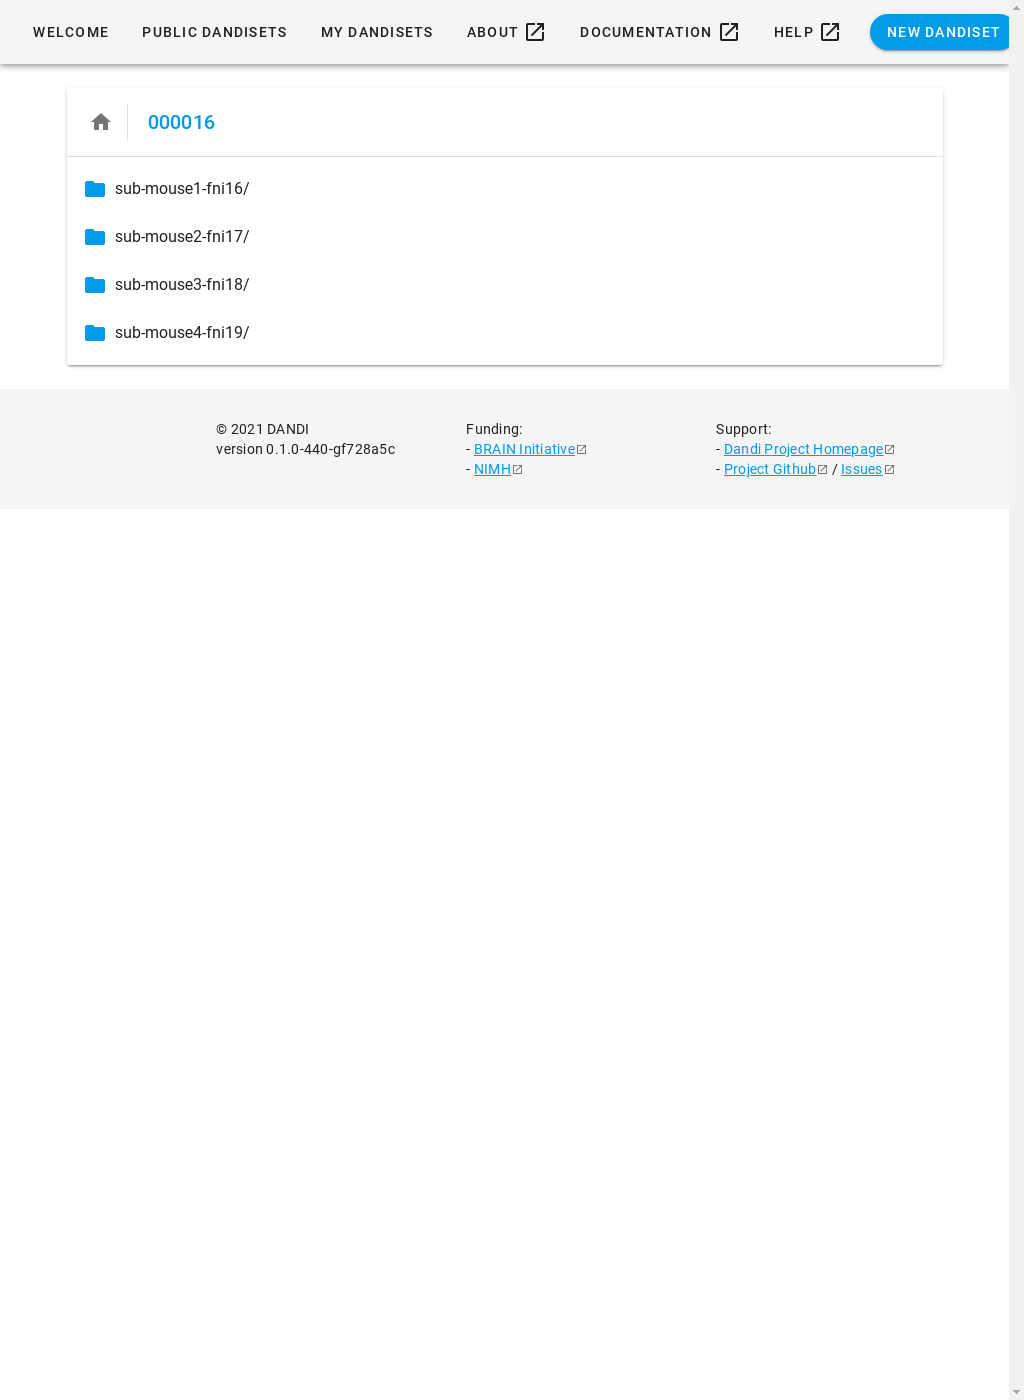 WELCOME PUBLIC DANDISETS MY DANDISETS ABOUT DOCUMENTATION HELP NEW DANDISET
000016
sub-mouse1-fni16/
sub-mouse2-fni17/
sub-mouse3-fni18/
sub-mouse4-fni19/
© 2021 DANDI
version 0.1.0-440-gf728a5c
Funding:
- BRAIN Initiative
- NIMH
Support:
- Dandi Project Homepage
- Project Github / Issues